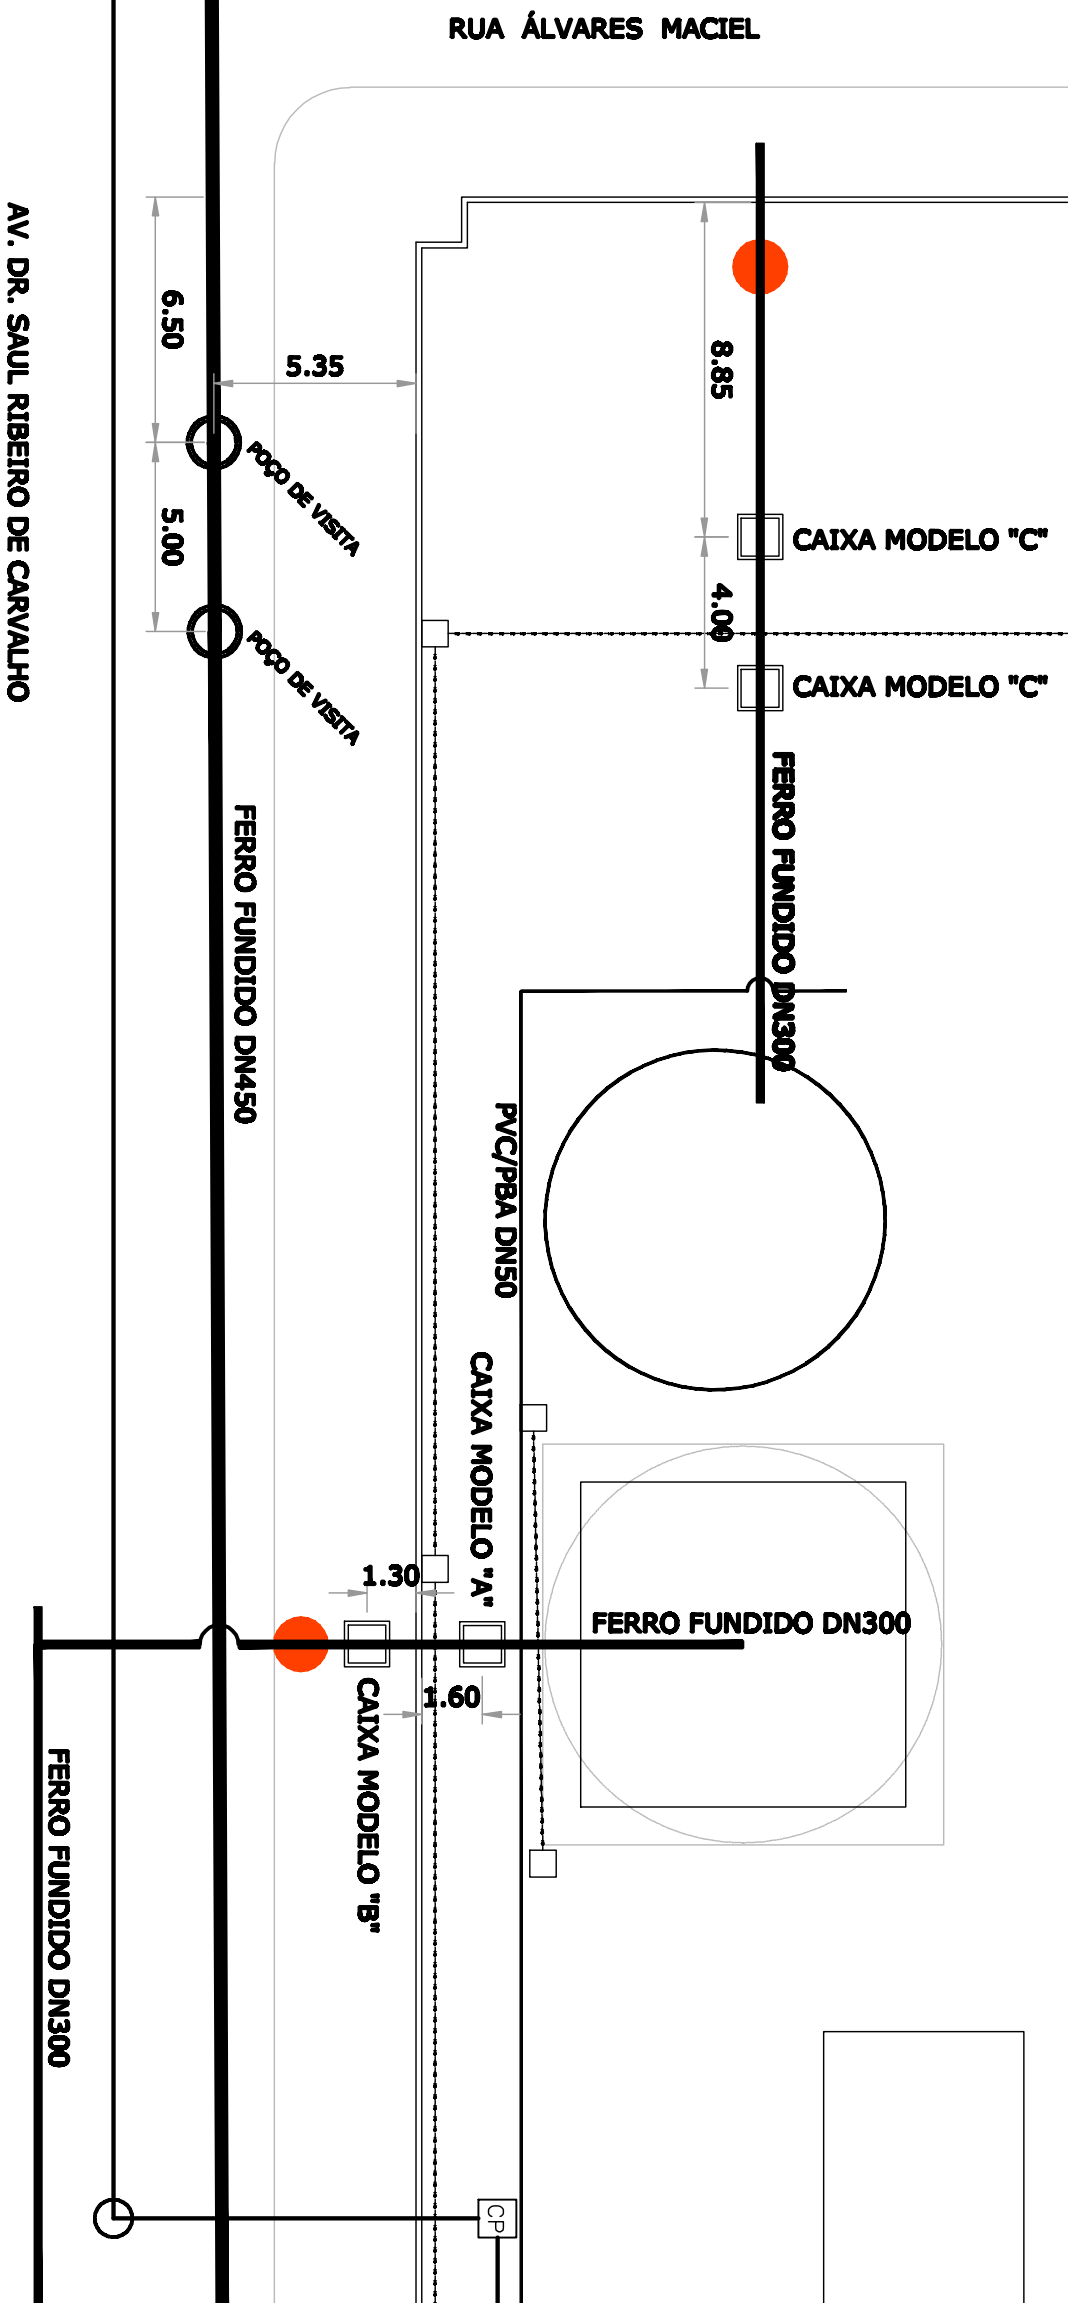 RUA ÁLVARES MACIEL
AV. DR. SAUL RIBEIRO DE CARVALHO
6.50
5.35
8.85
POÇO DE VISITA
5.00
CAIXA MODELO "C"
4.00
POÇO DE VISITA
CAIXA MODELO "C"
FERRO FUNDIDO DN300
FERRO FUNDIDO DN450
PVC/PBA DN50
CAIXA MODELO "A"
1.30
FERRO FUNDIDO DN300
1.60
CAIXA MODELO "B"
FERRO FUNDIDO DN300
CP